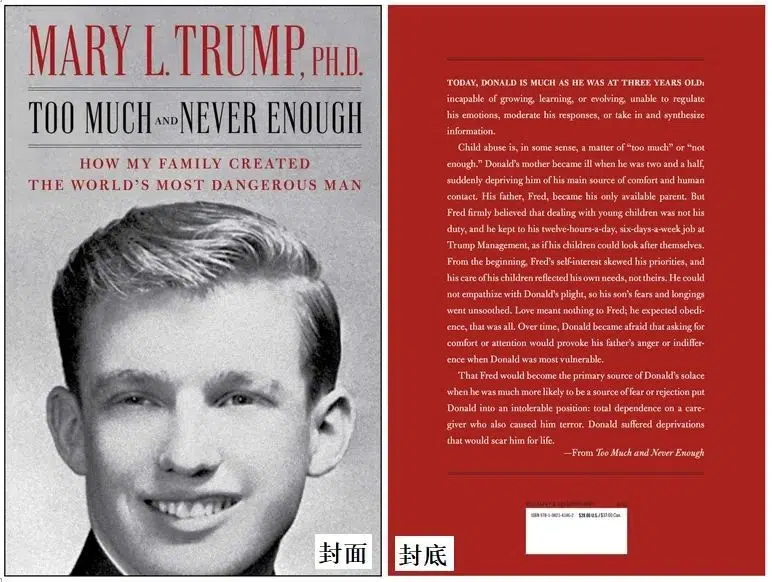 MARY L. TRUMP, PH.D.
TOO MUCH AND NEVER ENOUGH
HOW MY FAMILY CREATED
THE WORLD'S MOST DANGEROUS MAN
封面
TODAY, DONALD IS MUCH AS HE WAS AT THREE YEARS OLD:
incapable of growing, learning, or evolving, unable to regulate
his emotions, moderate his responses, or take in and synthesize
information.
Child abuse is, in some sense, a matter of “too much” or “not
enough.” Donald's mother became ill when he was two and a half,
suddenly depriving him of his main source of comfort and human
contact. His father, Fred, became his only available parent. But
Fred firmly believed that dealing with young children was not his
duty, and he kept to his twelve-hours-a-day, six-days-a-week job at
Trump Management, as if his children could look after themselves.
From the beginning, Fred's self-interest skewed his priorities, and
his care of his children reflected his own needs, not theirs. He could
not empathize with Donald's plight, so his son's fears and longings
went unsoothed. Love meant nothing to Fred; he expected obedi-
ence, that was all. Over time, Donald became afraid that asking for
comfort or attention would provoke his father's anger or indiffer-
ence when Donald was most vulnerable.
That Fred would become the primary source of Donald's solace
when he was much more likely to be a source of fear or rejection put
Donald into an intolerable position: total dependence on a care-
giver who also caused him terror. Donald suffered deprivations
that would scar him for life.
—From Too Much and Never Enough
ISBN 978-1-9821-4146-2 $28.00 U.S./$37.00 Can.
封底